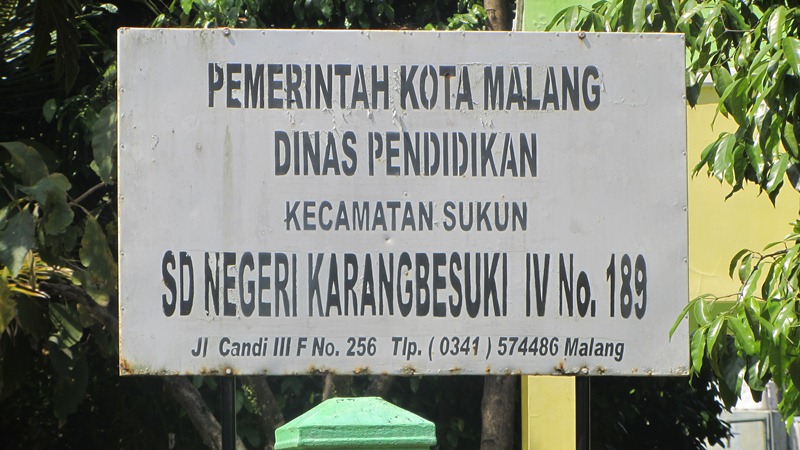 PEMERINTAH KOTA MALANG
DINAS PENDIDIKAN
KECAMATAN SUKUN
SD NEGERI KARANGBESUKI IV No. 189
Jl Candi III F No. 256 Tlp. ( 0341 ) 574486 Malang